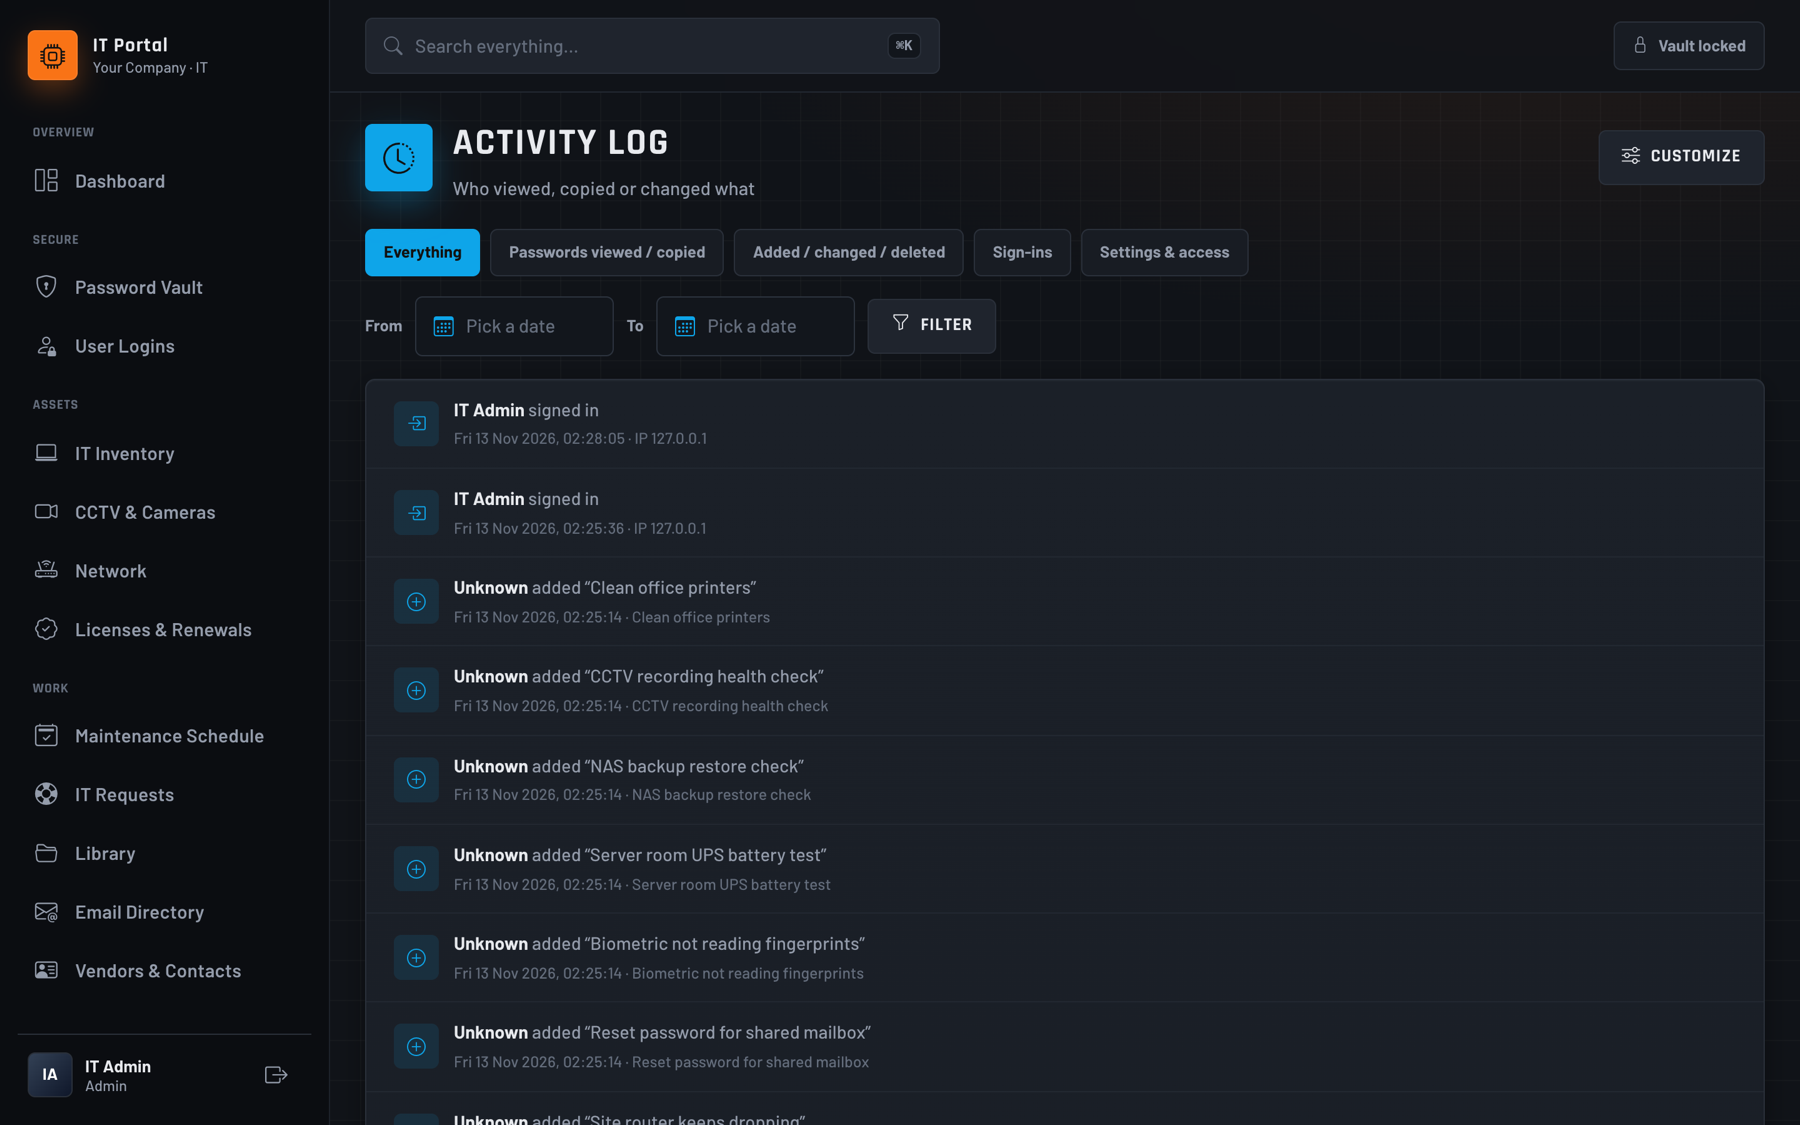 IT Portal
Your Company · IT
OVERVIEW
Dashboard
SECURE
Password Vault
User Logins
ASSETS
IT Inventory
CCTV & Cameras
Network
Licenses & Renewals
WORK
Maintenance Schedule
IT Requests
Library
Email Directory
Vendors & Contacts
IA
IT Admin
Admin
Search everything...
⌘K
Vault locked
ACTIVITY LOG
Who viewed, copied or changed what
CUSTOMIZE
Everything
Passwords viewed / copied
Added / changed / deleted
Sign-ins
Settings & access
From
Pick a date
To
Pick a date
FILTER
IT Admin signed in
Fri 13 Nov 2026, 02:28:05 · IP 127.0.0.1
IT Admin signed in
Fri 13 Nov 2026, 02:25:36 · IP 127.0.0.1
Unknown added “Clean office printers”
Fri 13 Nov 2026, 02:25:14 · Clean office printers
Unknown added “CCTV recording health check”
Fri 13 Nov 2026, 02:25:14 · CCTV recording health check
Unknown added “NAS backup restore check”
Fri 13 Nov 2026, 02:25:14 · NAS backup restore check
Unknown added “Server room UPS battery test”
Fri 13 Nov 2026, 02:25:14 · Server room UPS battery test
Unknown added “Biometric not reading fingerprints”
Fri 13 Nov 2026, 02:25:14 · Biometric not reading fingerprints
Unknown added “Reset password for shared mailbox”
Fri 13 Nov 2026, 02:25:14 · Reset password for shared mailbox
Unknown added “Site router keeps dropping”